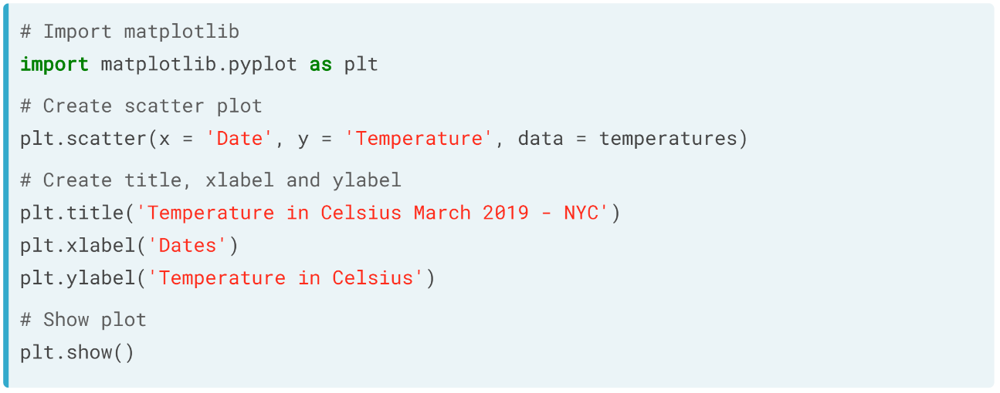 # Import matplotlib
import matplotlib.pyplot as plt
# Create scatter plot
plt.scatter(x = 'Date', y = 'Temperature', data = temperatures)
# Create title, xlabel and ylabel
plt.title('Temperature in Celsius March 2019 - NYC')
plt.xlabel('Dates')
plt.ylabel('Temperature in Celsius')
# Show plot
plt.show()